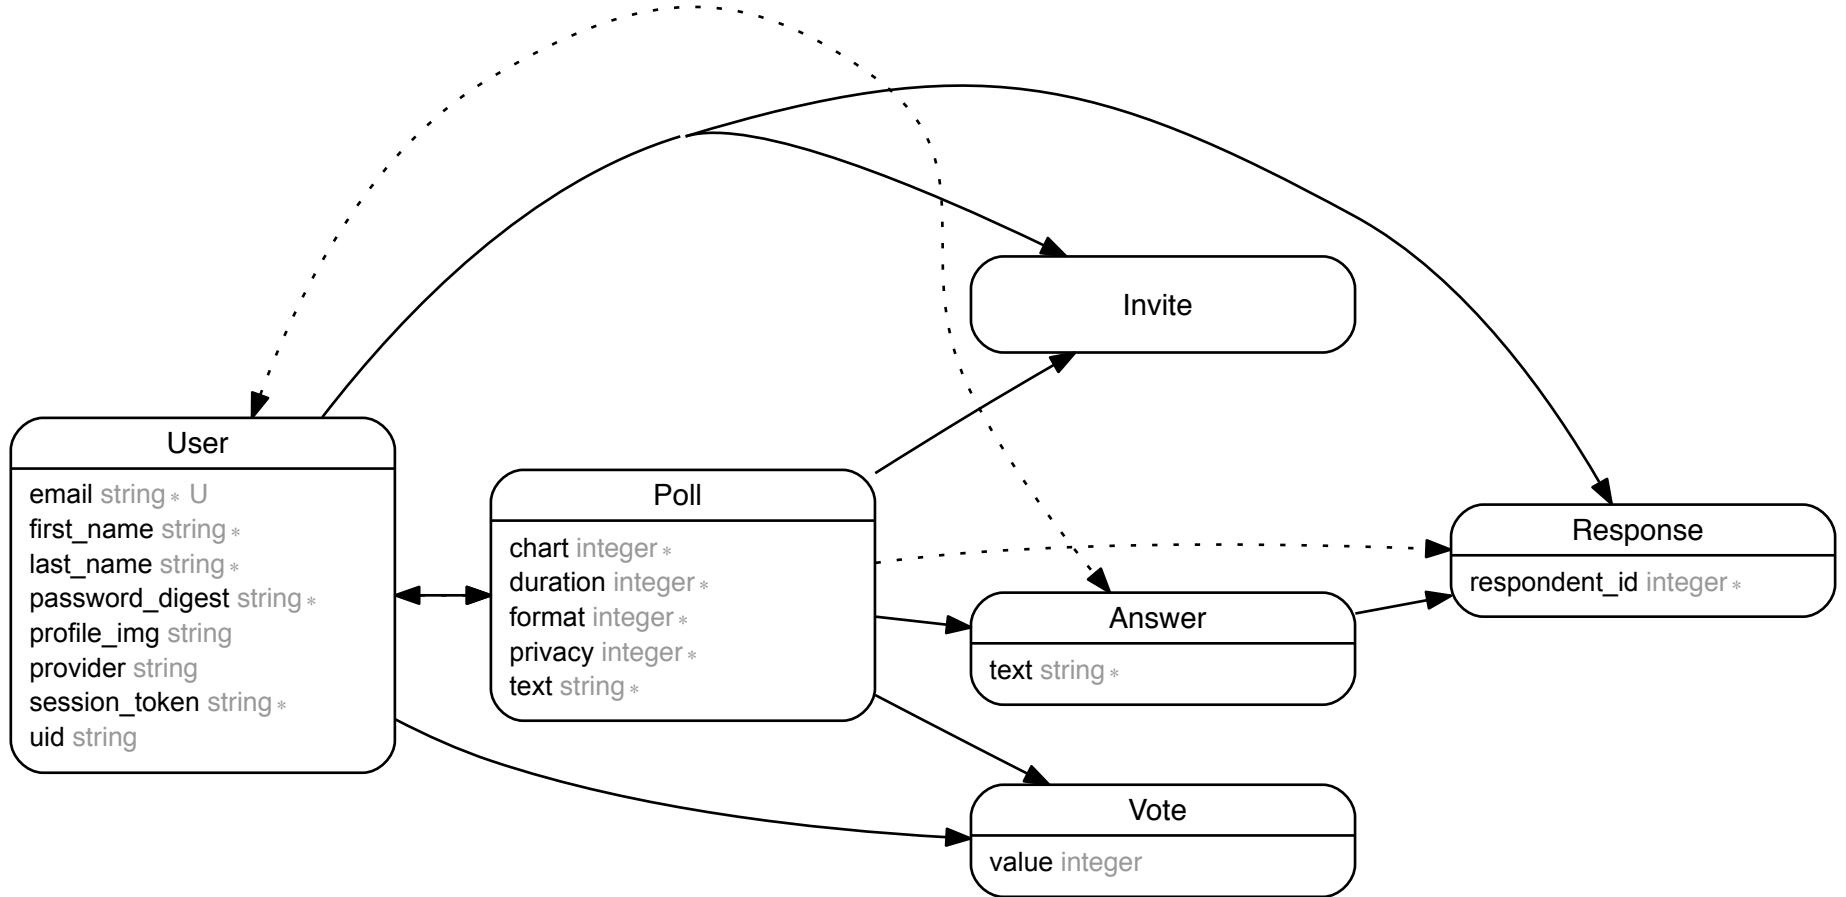 Invite
User
email string * U
first_name string *
last_name string *
password_digest string *
profile_img string
provider string
session_token string *
uid string
Poll
chart integer *
duration integer *
format integer *
privacy integer *
text string *
Response
respondent_id integer *
Answer
text string *
Vote
value integer